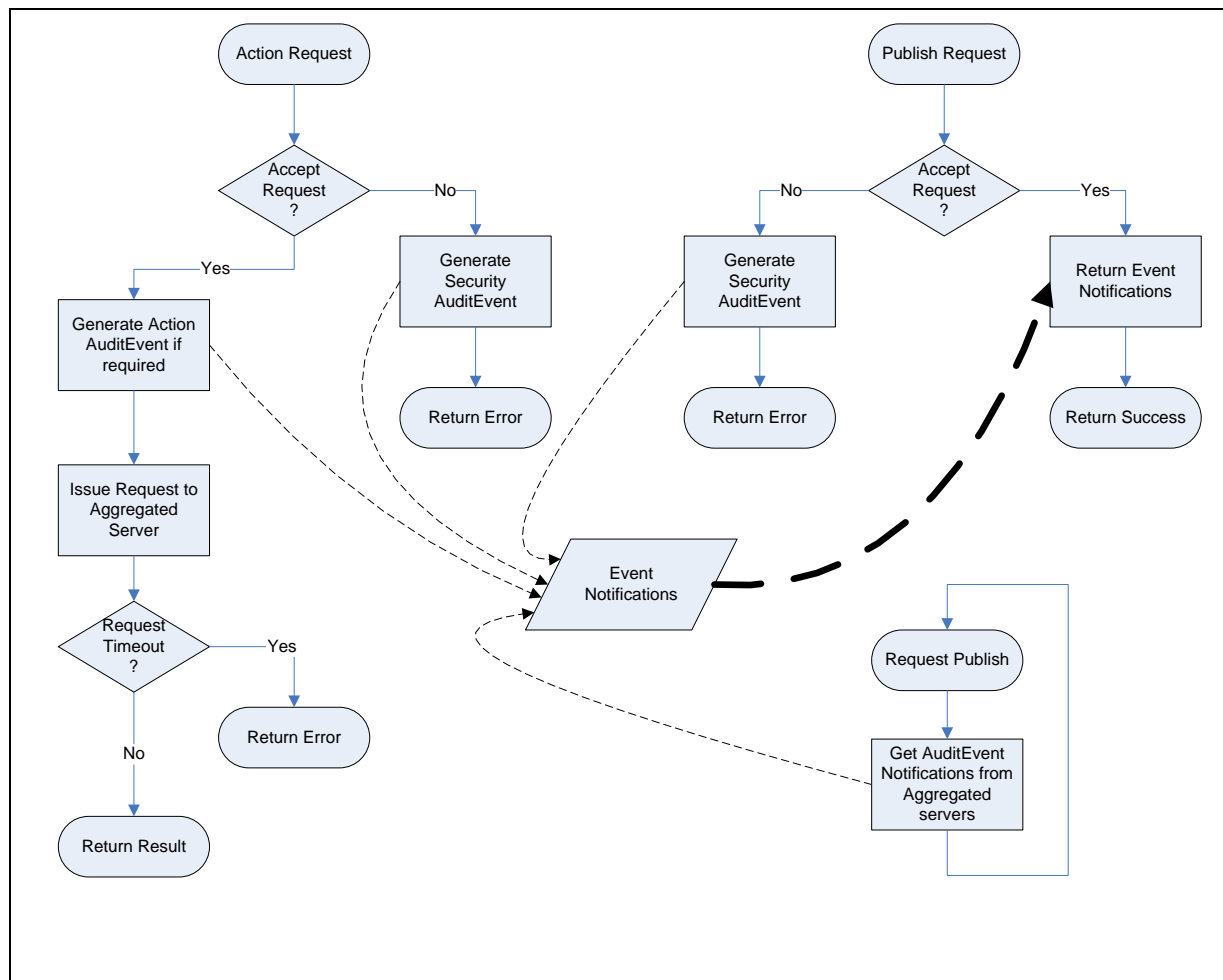 Action Request
Publish Request
Accept
Request
?
No
Yes
Generate
Security
AuditEvent
Return Error
Generate Action
AuditEvent if
required
Issue Request to
Aggregated
Server
Request
Timeout
?
Yes
Return Error
No
Return Result
Accept
Request
?
No
Yes
Generate
Security
AuditEvent
Return Error
Return Event
Notifications
Return Success
Event
Notifications
Request Publish
Get AuditEvent
Notifications from
Aggregated
servers